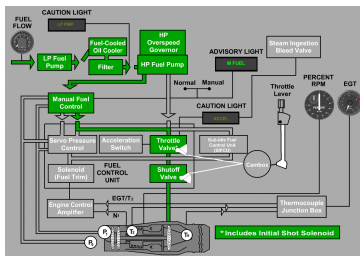 FUEL
FLOW
CAUTION LIGHT
LP PMP
Fuel-Cooled
Oil Cooler
LP Fuel
Pump
Filter
HP
Overspeed
Governor
HP Fuel Pump
ADVISORY LIGHT
M FUEL
Steam Ingestion
Bleed Valve
Normal
Manual
Throttle
Lever
PERCENT
RPM
EGT
Manual Fuel
Control
CAUTION LIGHT
ACCEL
Servo Pressure
Control
Acceleration
Switch
Throttle
Valve*
Sub-Idle Fuel
Control Unit
Solenoid
(Fuel Trim)
FUEL
CONTROL
UNIT
Shutoff
Valve
Cambox
Engine Control
Amplifier
EGT/T₁
Thermocouple
Junction Box
*Includes Initial Shot Solenoid